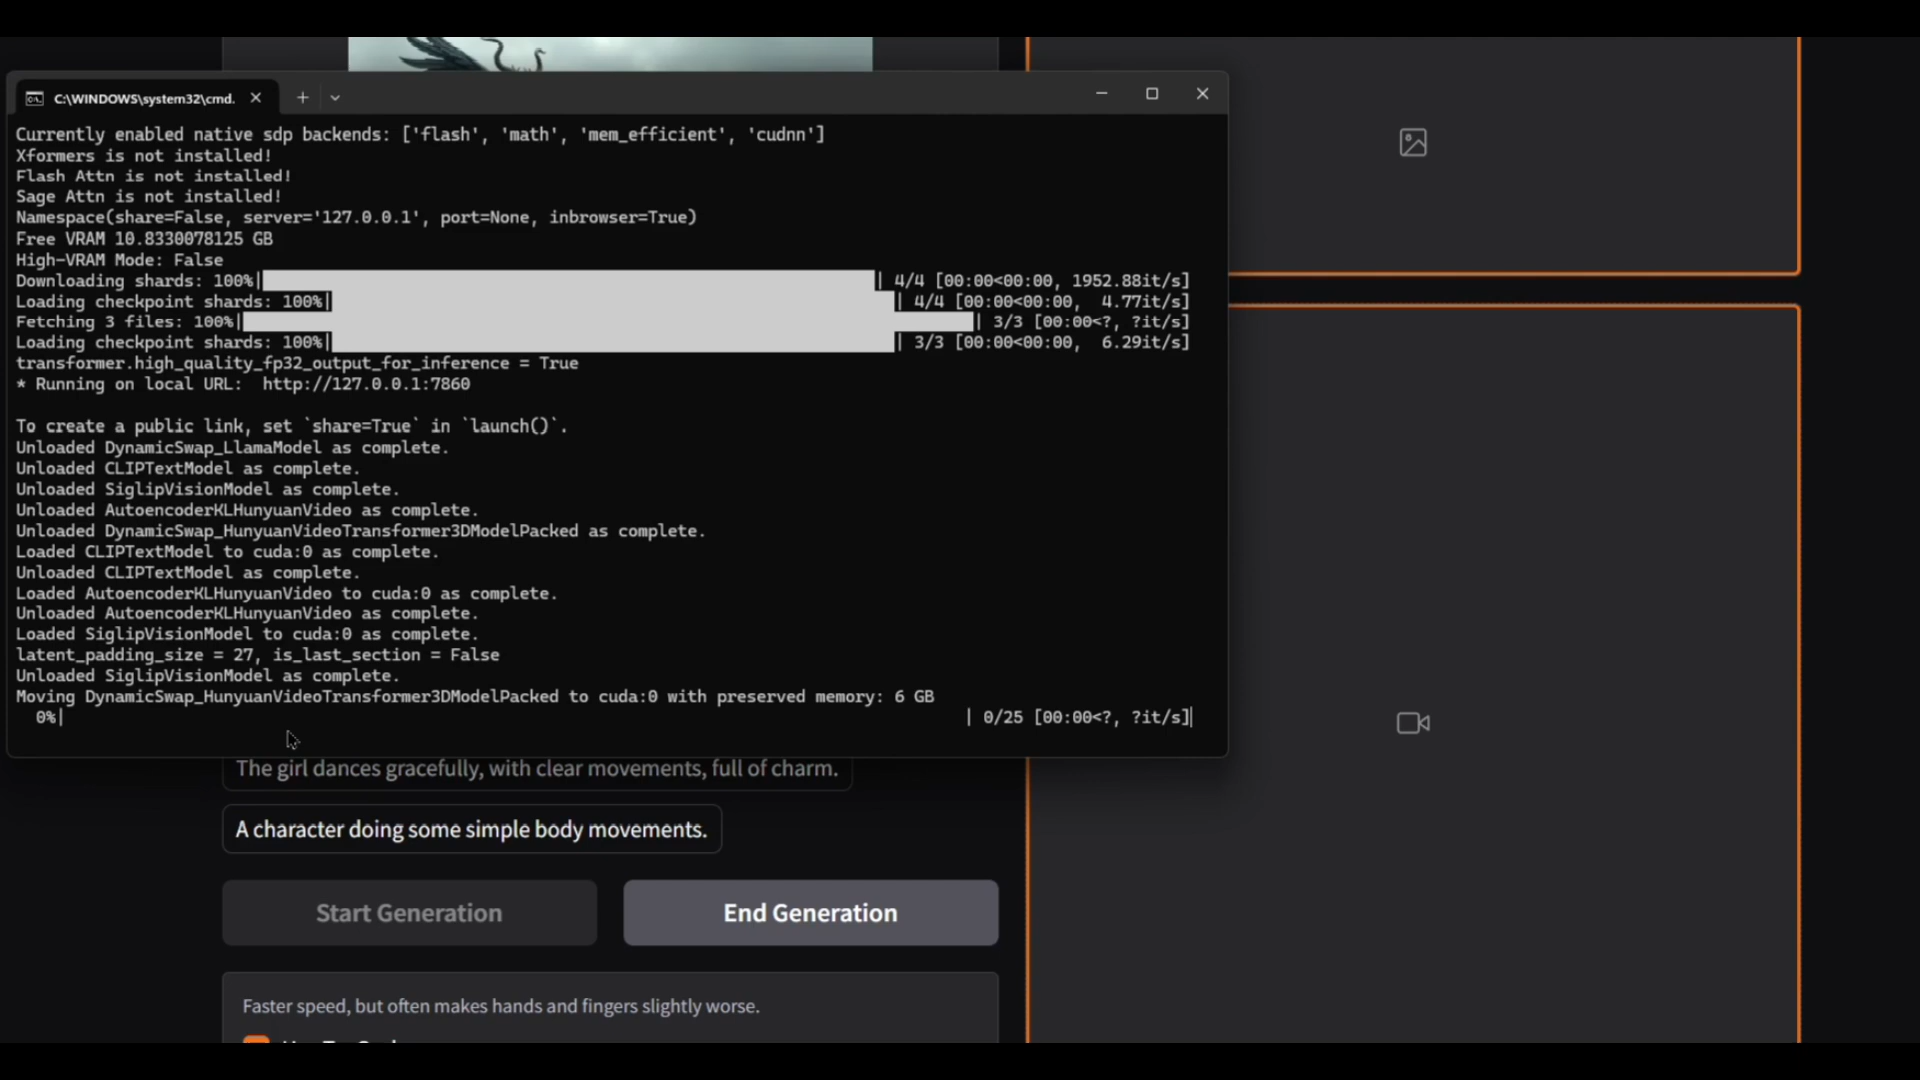 C:\WINDOWS\system32\cmd.
Currently enabled native sdp backends: ['flash', 'math', 'mem_efficient', 'cudnn']
Xformers is not installed!
Flash Attn is not installed!
Sage Attn is not installed!
Namespace(share=False, server='127.0.0.1', port=None, inbrowser=True)
Free VRAM 10.8330078125 GB
High-VRAM Mode: False
Downloading shards: 100%| | 4/4 [00:00<00:00, 1952.88it/s]
Loading checkpoint shards: 100%| | 4/4 [00:00<00:00, 4.77it/s]
Fetching 3 files: 100%| | 3/3 [00:00<?, ?it/s]
Loading checkpoint shards: 100%| | 3/3 [00:00<00:00, 6.29it/s]
transformer.high_quality_fp32_output_for_inference = True
* Running on local URL: http://127.0.0.1:7860
To create a public link, set `share=True` in `launch()`.
Unloaded DynamicSwap_LlamaModel as complete.
Unloaded CLIPTextModel as complete.
Unloaded SiglipVisionModel as complete.
Unloaded AutoencoderKLHunyuanVideo as complete.
Unloaded DynamicSwap_HunyuanVideoTransformer3DModelPacked as complete.
Loaded CLIPTextModel to cuda:0 as complete.
Unloaded CLIPTextModel as complete.
Loaded AutoencoderKLHunyuanVideo to cuda:0 as complete.
Unloaded AutoencoderKLHunyuanVideo as complete.
Loaded SiglipVisionModel to cuda:0 as complete.
latent_padding_size = 27, is_last_section = False
Unloaded SiglipVisionModel as complete.
Moving DynamicSwap_HunyuanVideoTransformer3DModelPacked to cuda:0 with preserved memory: 6 GB
0%| | 0/25 [00:00<?, ?it/s]
The girl dances gracefully, with clear movements, full of charm.
A character doing some simple body movements.
Start Generation
End Generation
Faster speed, but often makes hands and fingers slightly worse.